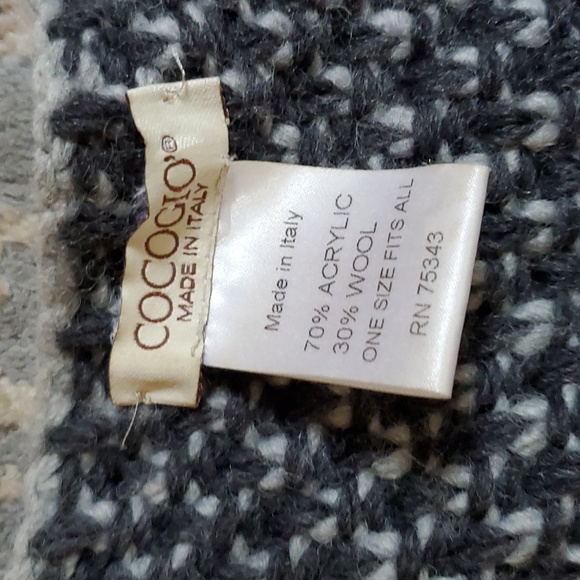 COCOGIO'®
MADE IN ITALY
Made in Italy
70% ACRYLIC
30% WOOL
ONE SIZE FITS ALL
RN 75343